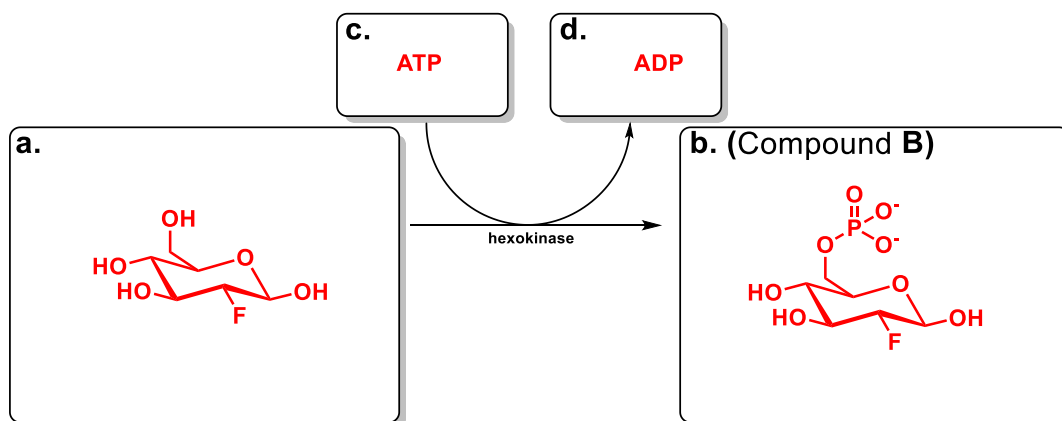 c.
ATP
d.
ADP
a.
OH
HO
O
HO
OH
F
hexokinase
b. (Compound B)
O
O-
P
O
O-
HO
O
HO
OH
F